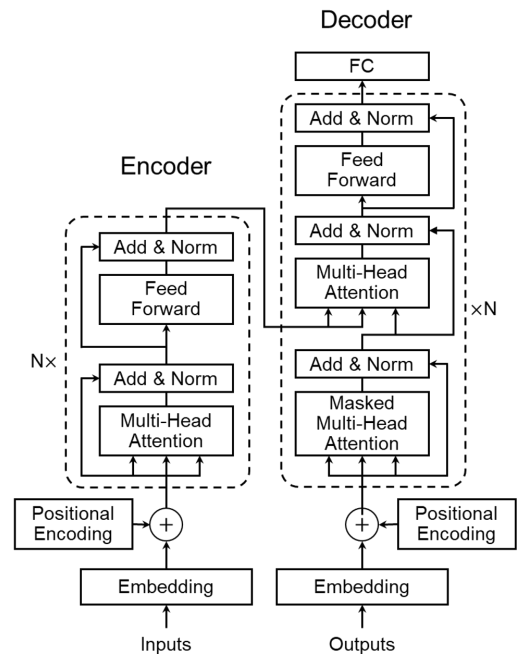 Decoder
FC
Add & Norm
Feed
Forward
Add & Norm
Multi-Head
Attention
×N
Add & Norm
Masked
Multi-Head
Attention
Positional
Encoding
+
Embedding
Outputs
Encoder
Add & Norm
Feed
Forward
N×
Add & Norm
Multi-Head
Attention
Positional
Encoding
+
Embedding
Inputs